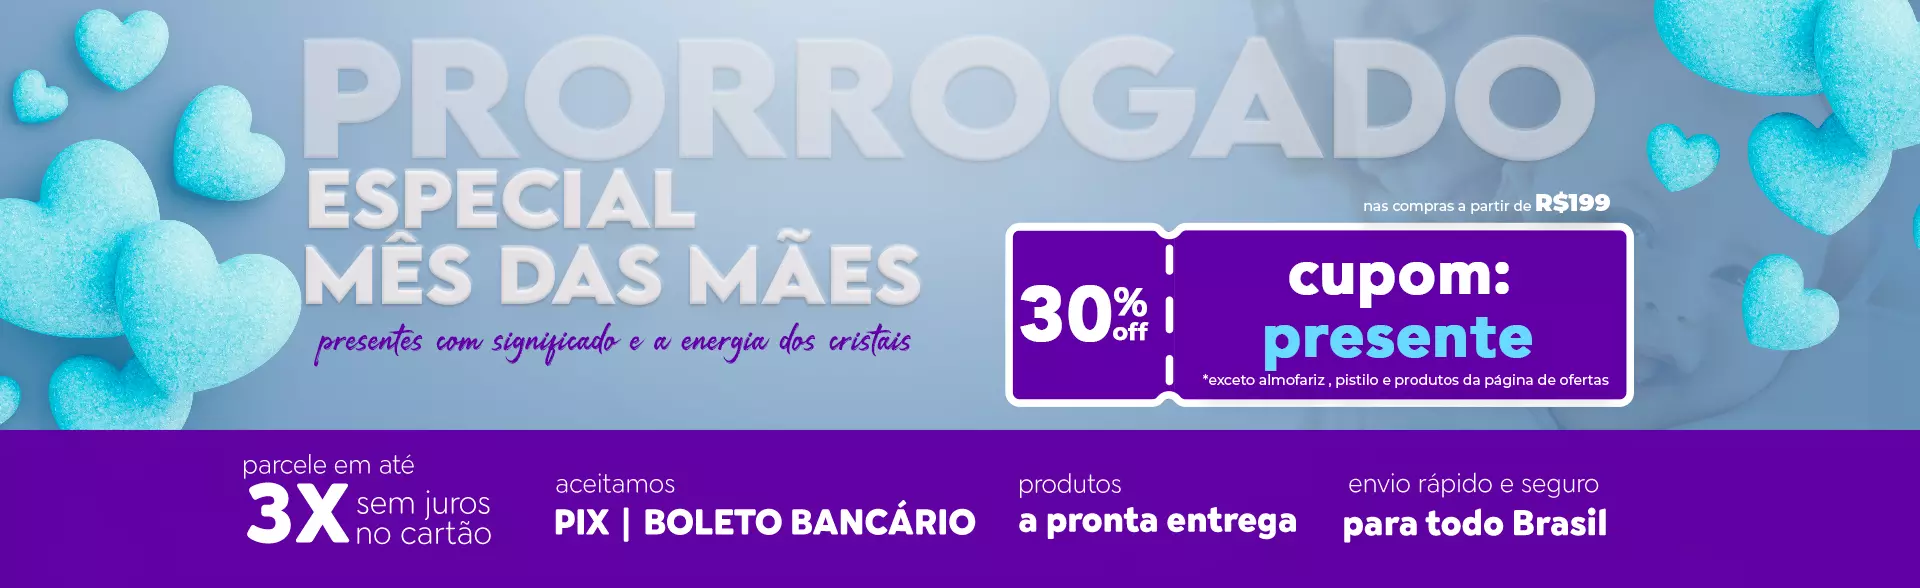 PRORROGADO
ESPECIAL
MÊS DAS MÃES
presentes com significado e a energia dos cristais
nas compras a partir de R$199
30% off
cupom:
presente
*exceto almofariz , pistilo e produtos da página de ofertas
parcele em até
3X sem juros
no cartão
aceitamos
PIX | BOLETO BANCÁRIO
produtos
a pronta entrega
envio rápido e seguro
para todo Brasil